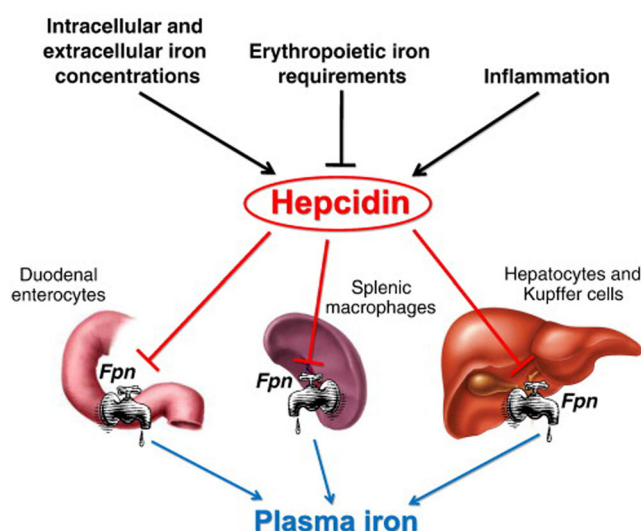 Intracellular and
extracellular iron
concentrations
Erythropoietic iron
requirements
Inflammation
Hepcidin
Duodenal
enterocytes
Splenic
macrophages
Hepatocytes and
Kupffer cells
Fpn
Fpn
Fpn
Plasma iron